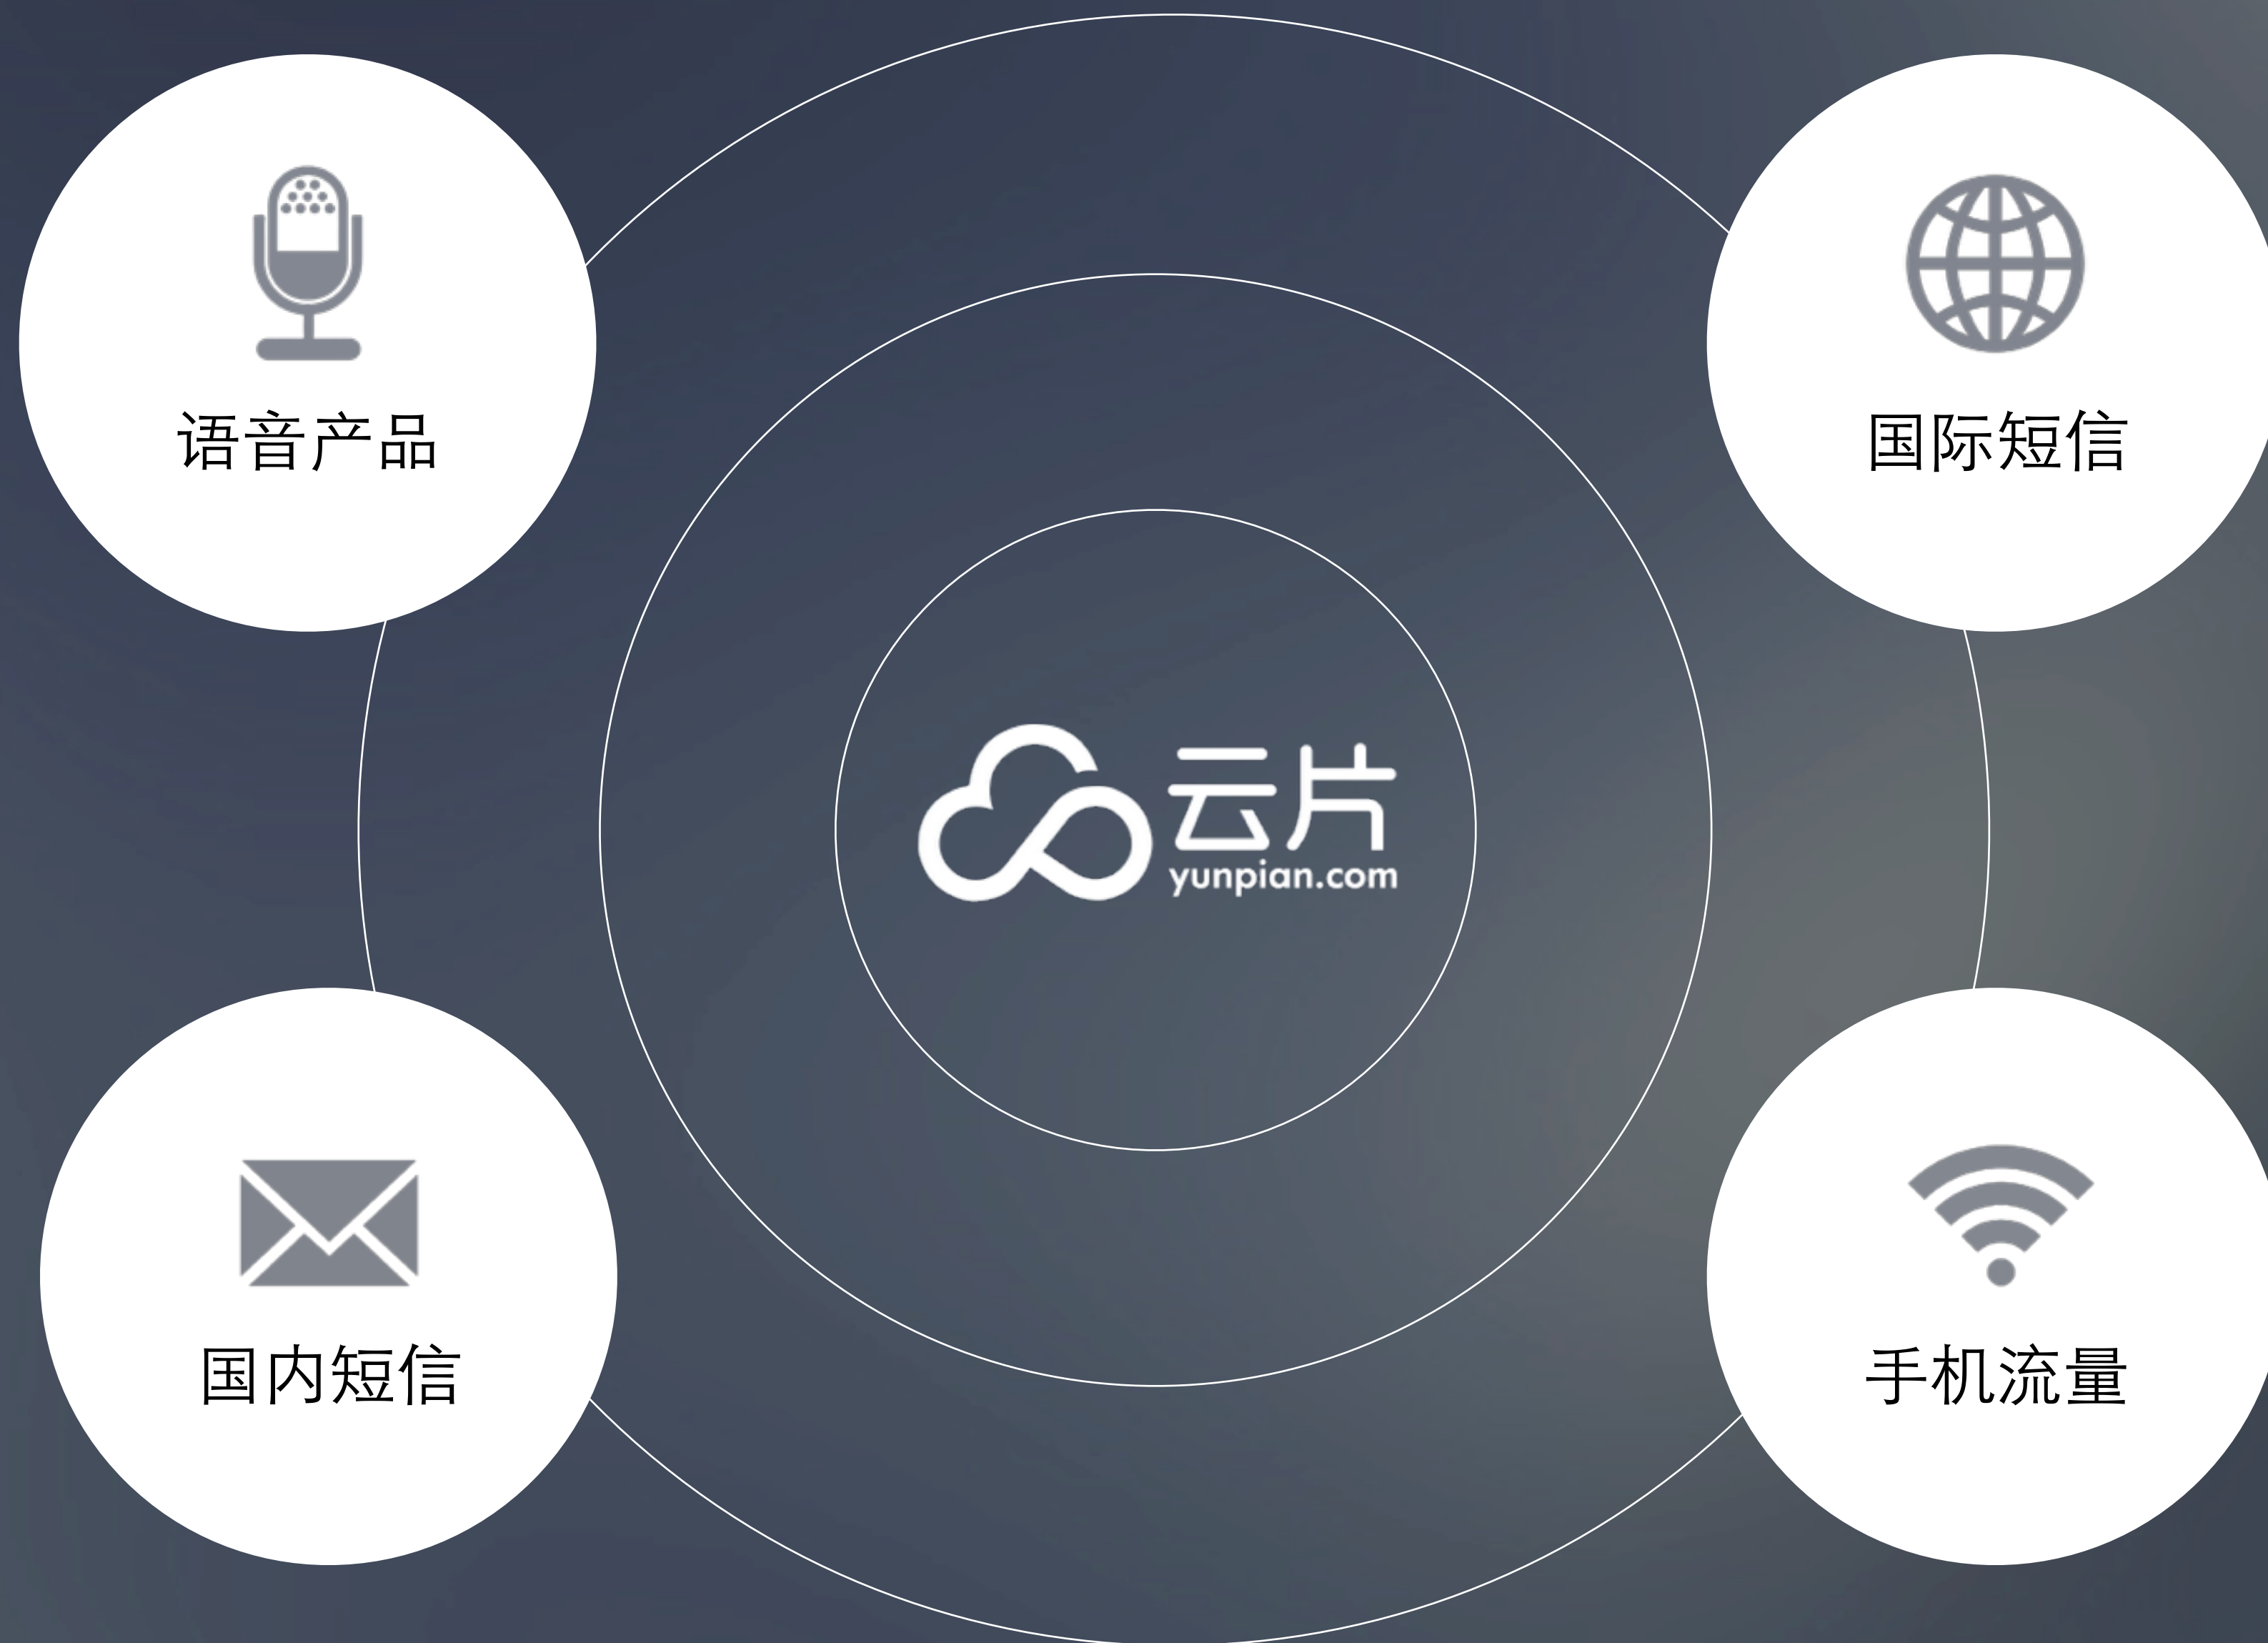 语音产品
国际短信
云片
yunpian.com
国内短信
手机流量